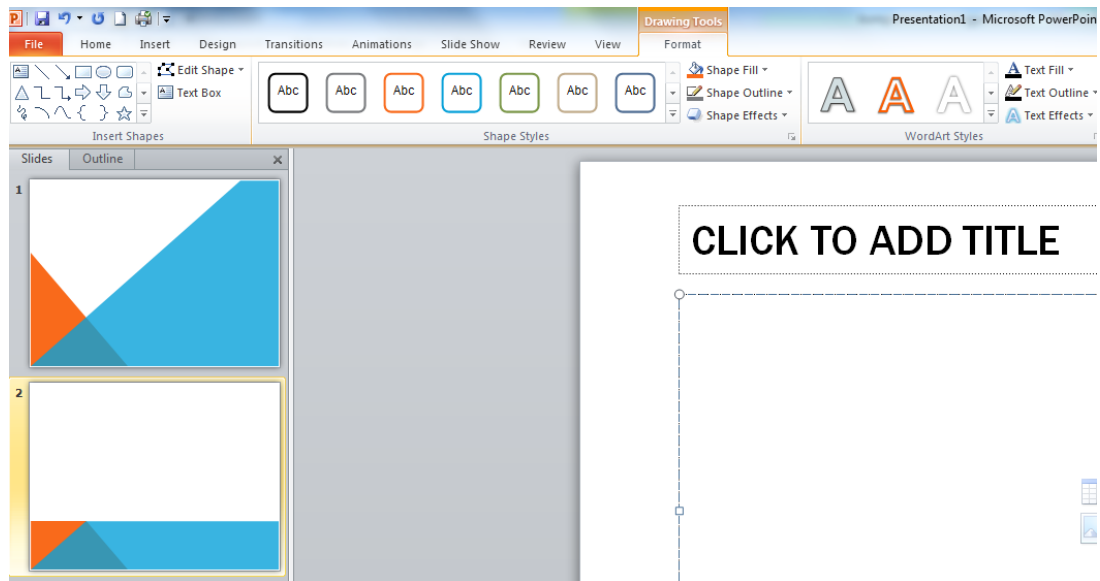 Drawing Tools
Presentation1 - Microsoft PowerPoin
File Home Insert Design Transitions Animations Slide Show Review View Format
Edit Shape
Text Box
Insert Shapes
Abc Abc Abc Abc Abc Abc Abc
Shape Styles
Shape Fill
Shape Outline
Shape Effects
A A A
WordArt Styles
Text Fill
Text Outline
Text Effects
Slides Outline
1
2
CLICK TO ADD TITLE